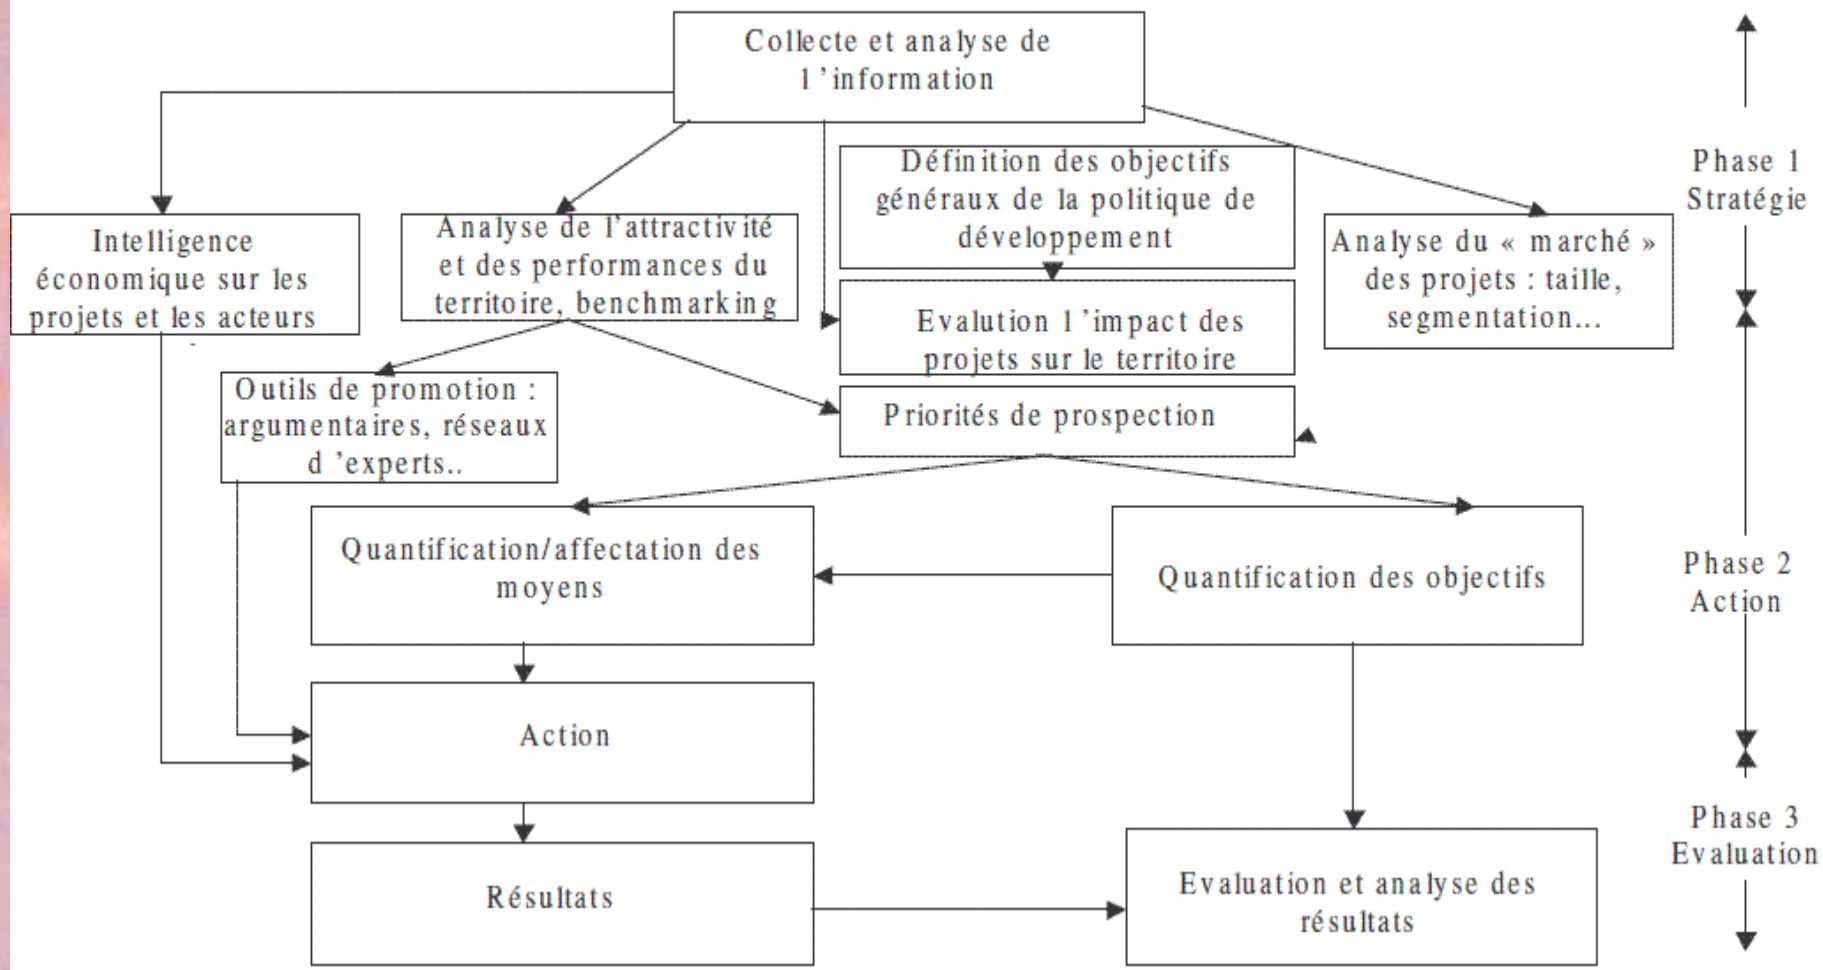 Collecte et analyse de
l ’information
Phase 1
Stratégie
Définition des objectifs
généraux de la politique de
développement
Intelligence
économique sur les
projets et les acteurs
Analyse de l'attractivité
et des performances du
territoire, benchmarking
Analyse du « marché »
des projets : taille,
segmentation...
Evalution l ’impact des
projets sur le territoire
Outils de promotion :
argumentaires, réseaux
d ’experts..
Priorités de prospection
Quantification/affectation des
moyens
Quantification des objectifs
Phase 2
Action
Action
Phase 3
Evaluation
Résultats
Evaluation et analyse des
résultats